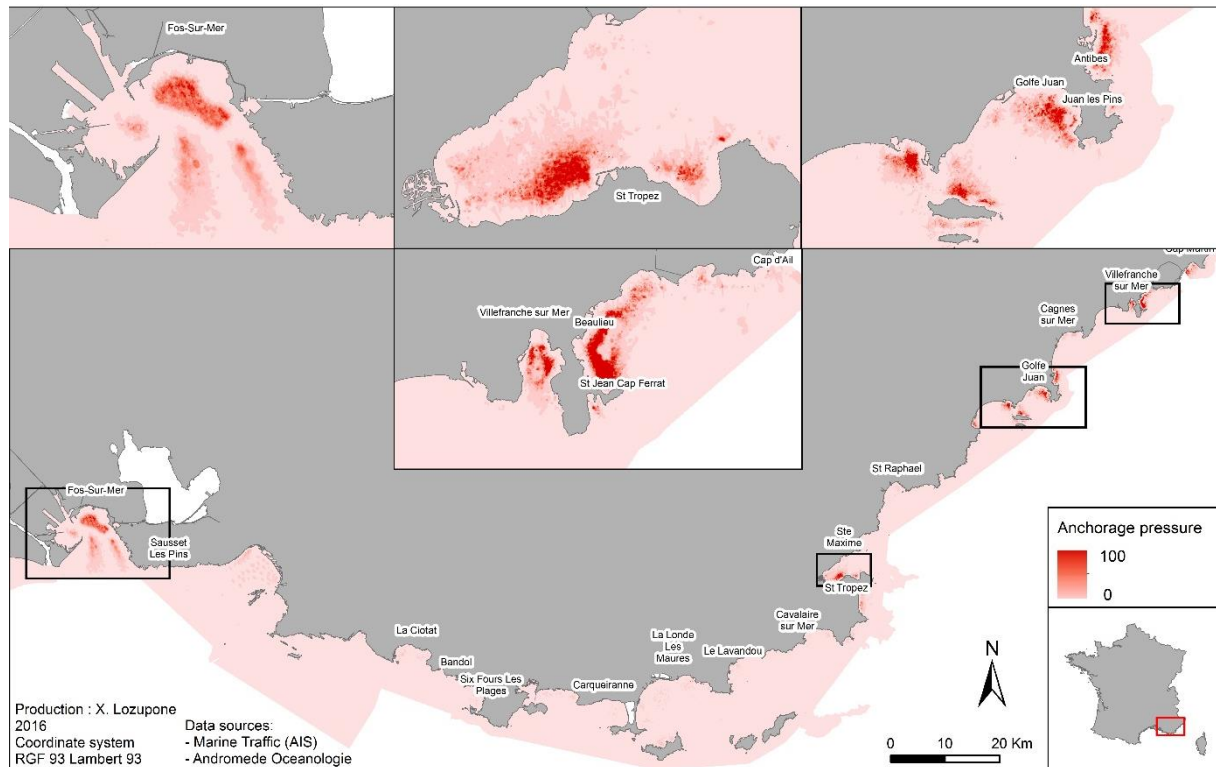 Fos-Sur-Mer
St Tropez
Antibes
Golfe Juan
Juan les Pins
Cap d'Ail
Villefranche sur Mer
Beaulieu
St Jean Cap Ferrat
Cap Martin
Villefranche
sur Mer
Cagnes
sur Mer
Golfe
Juan
St Raphael
Fos-Sur-Mer
Sausset
Les Pins
Ste
Maxime
St Tropez
Cavalaire
sur Mer
La Ciotat
Bandol
Six Fours Les
Plages
Carqueiranne
La Londe
Les
Maures
Le Lavandou
Anchorage pressure
100
0
N
0 10 20 Km
Production : X. Lozupone
2016
Coordinate system
RGF 93 Lambert 93
Data sources:
- Marine Traffic (AIS)
- Andromede Oceanologie